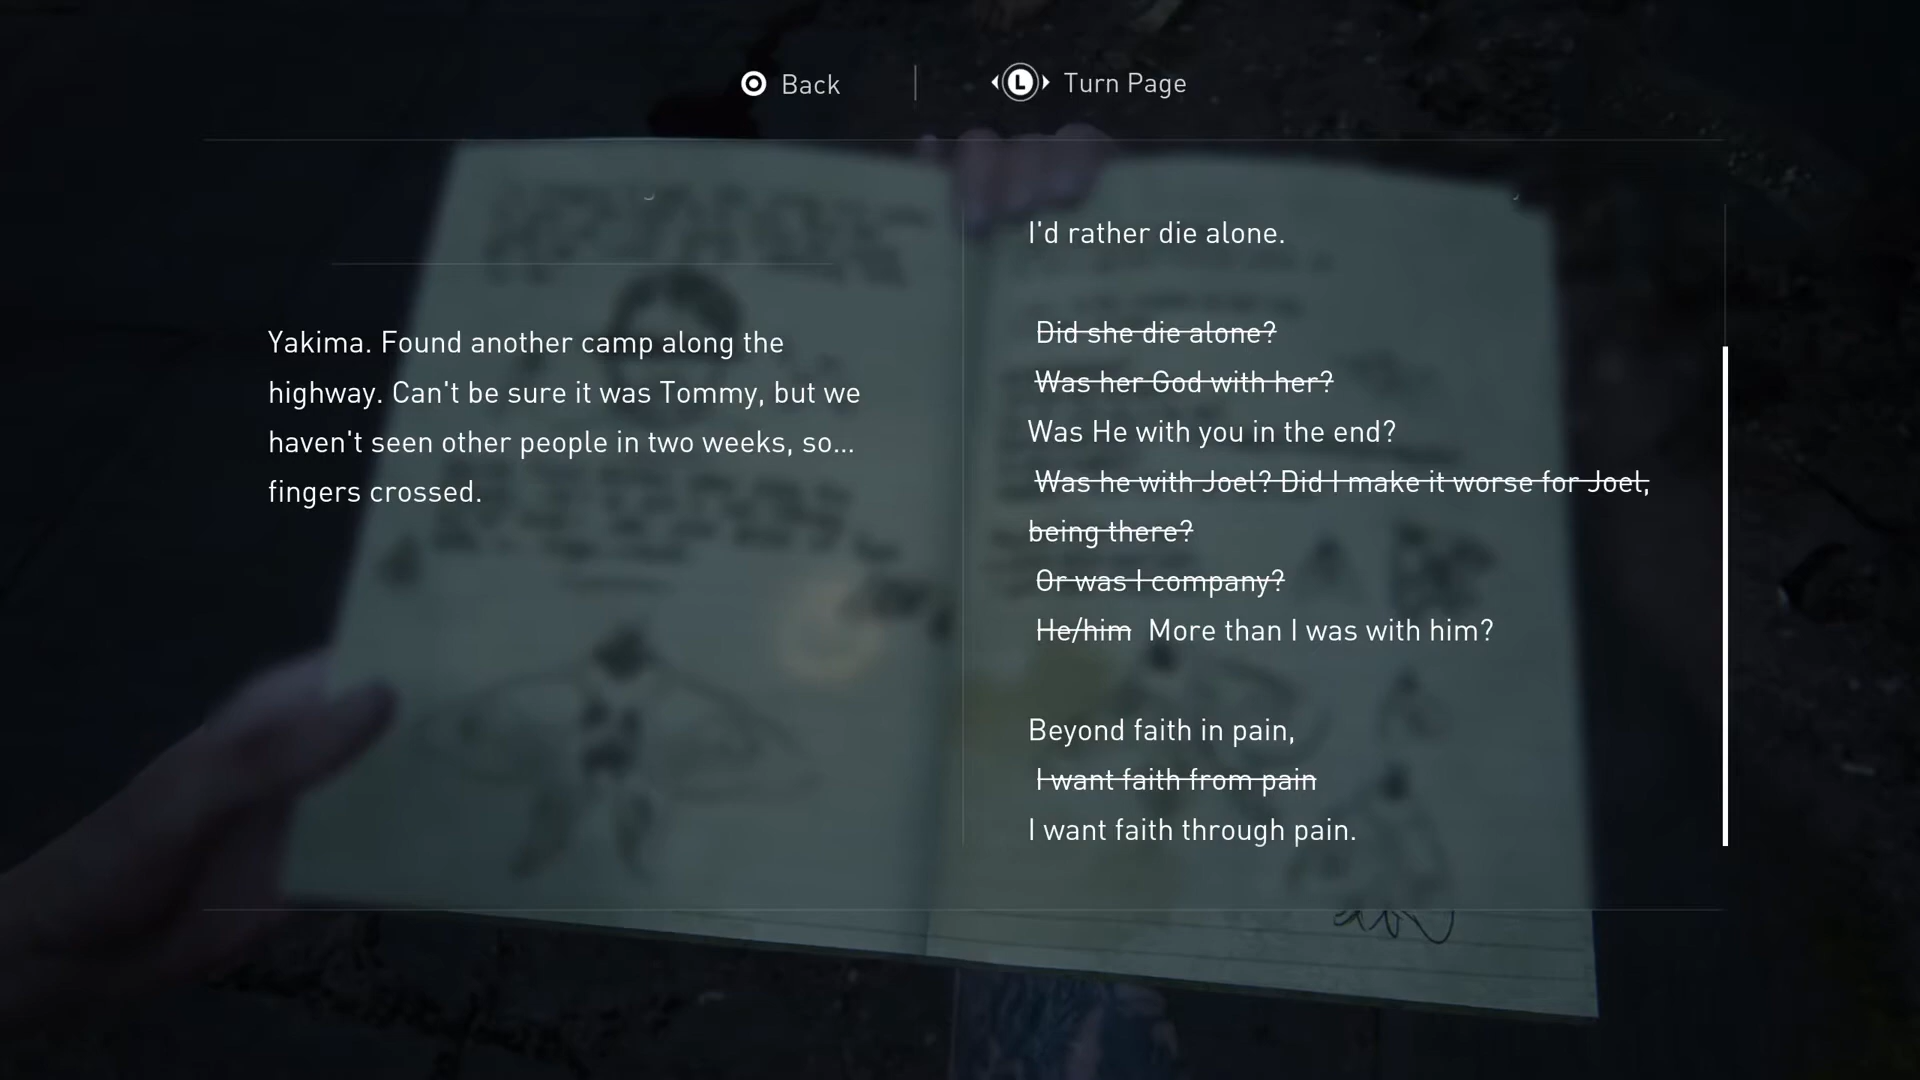 Back
L Turn Page
Yakima. Found another camp along the
highway. Can't be sure it was Tommy, but we
haven't seen other people in two weeks, so...
fingers crossed.
I'd rather die alone.
Did she die alone?
Was her God with her?
Was He with you in the end?
Was he with Joel? Did I make it worse for Joel,
being there?
Or was I company?
He/him More than I was with him?
Beyond faith in pain,
I want faith from pain
I want faith through pain.